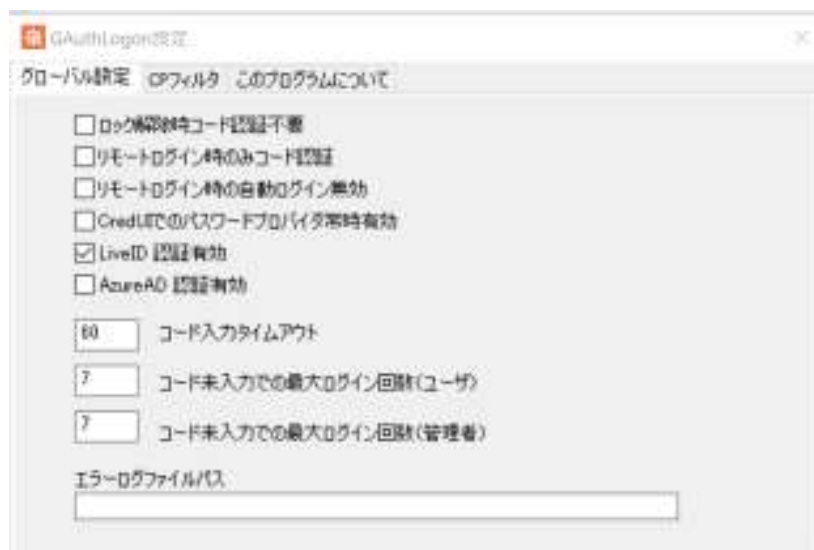 GAuthLogon設定
グローバル設定 CPフィルタ このプログラムについて
ロック解除時コード認証不要
リモートログイン時のみコード認証
リモートログイン時の自動ログイン無効
CredUIでのパスワードプロバイダ常時有効
LiveID 認証有効
AzureAD 認証有効
60 コード入力タイムアウト
7 コード未入力での最大ログイン回数(ユーザ)
7 コード未入力での最大ログイン回数(管理者)
エラーログファイルパス